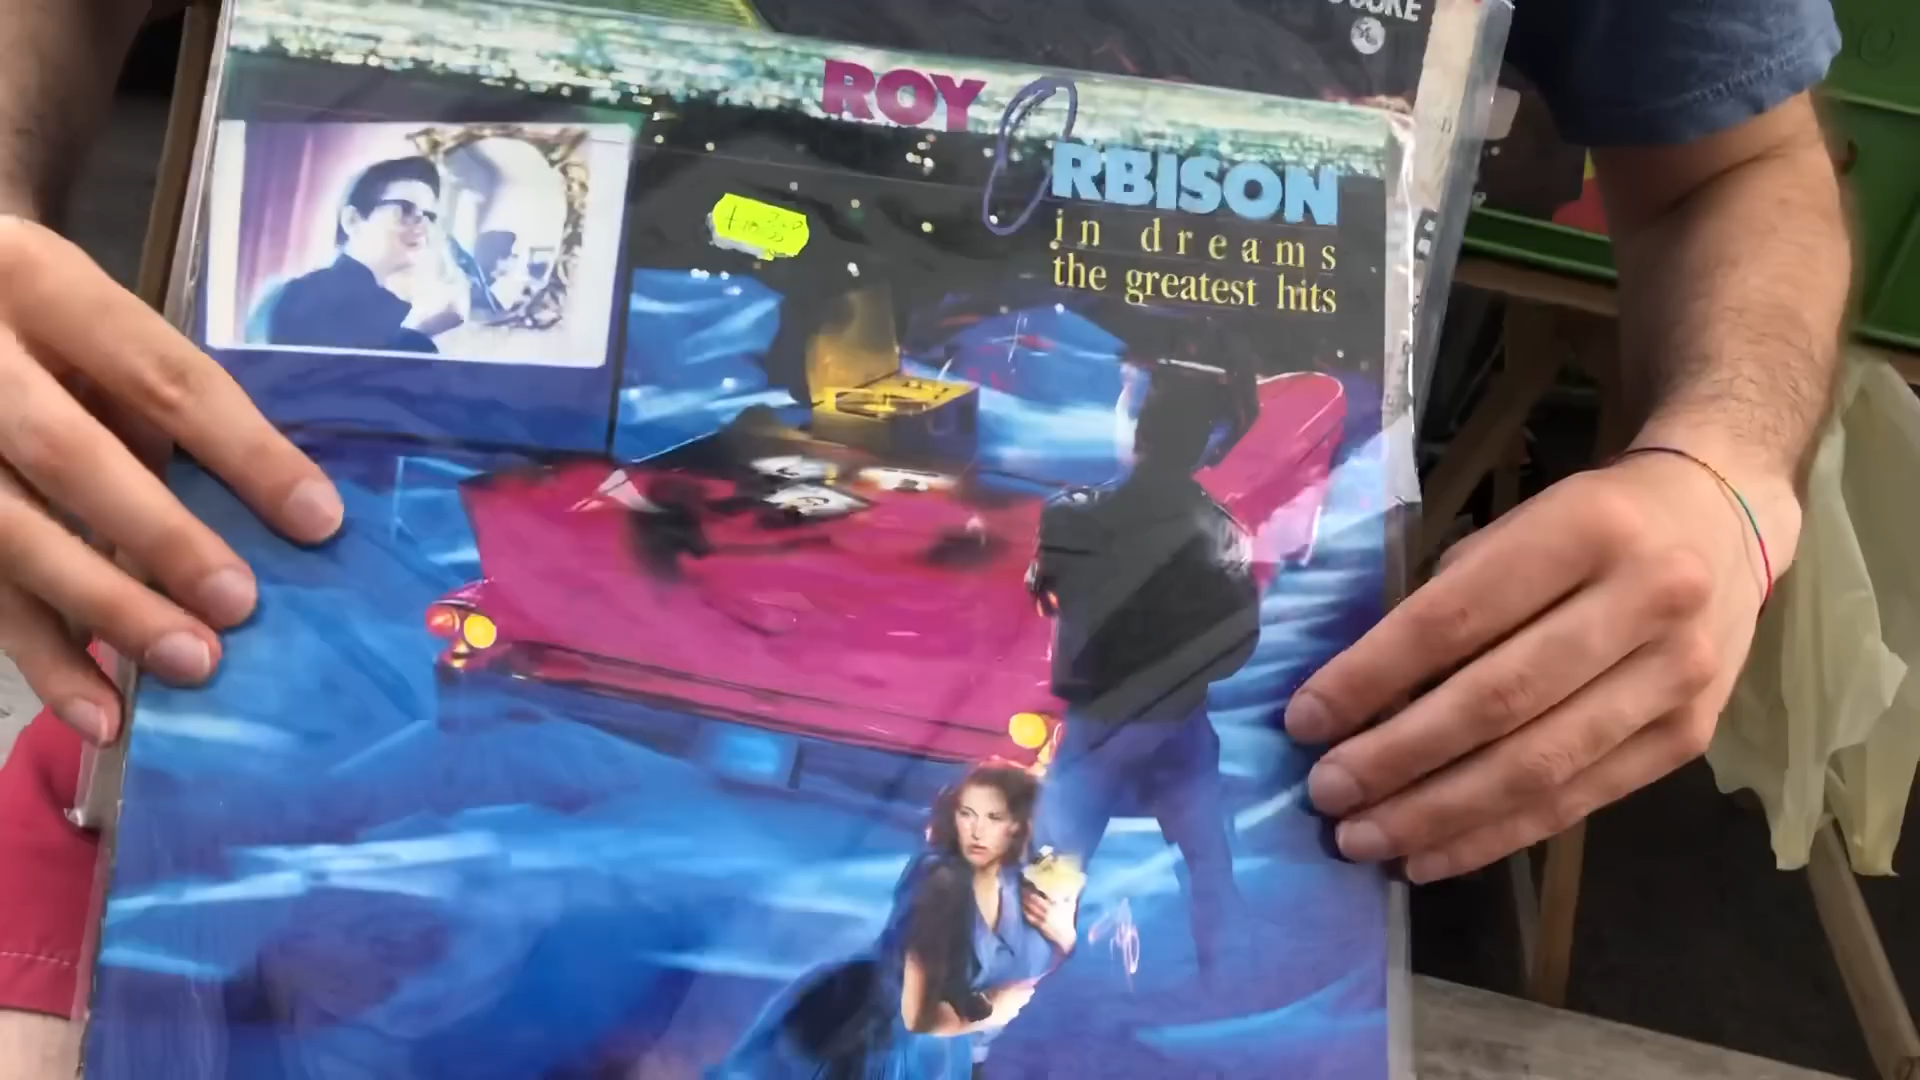 ROY
ORBISON
in dreams
the greatest hits